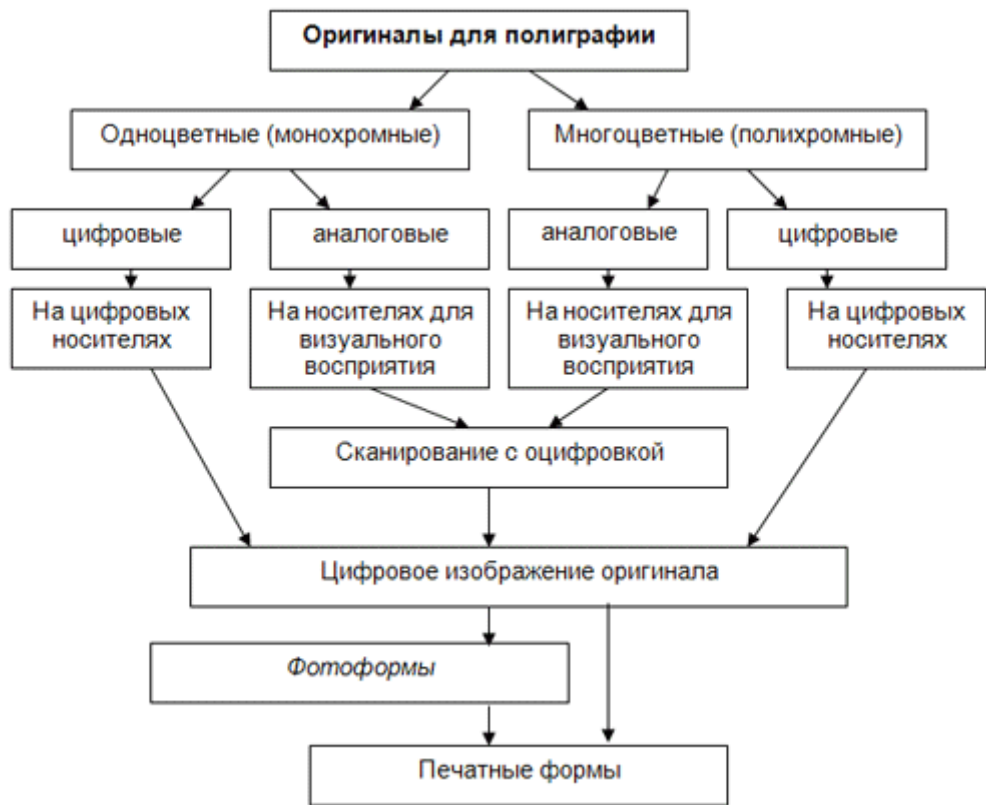 Оригиналы для полиграфии
Одноцветные (монохромные)
Многоцветные (полихромные)
цифровые
аналоговые
аналоговые
цифровые
На цифровых
носителях
На носителях для
визуального
восприятия
На носителях для
визуального
восприятия
На цифровых
носителях
Сканирование с оцифровкой
Цифровое изображение оригинала
Фотоформы
Печатные формы